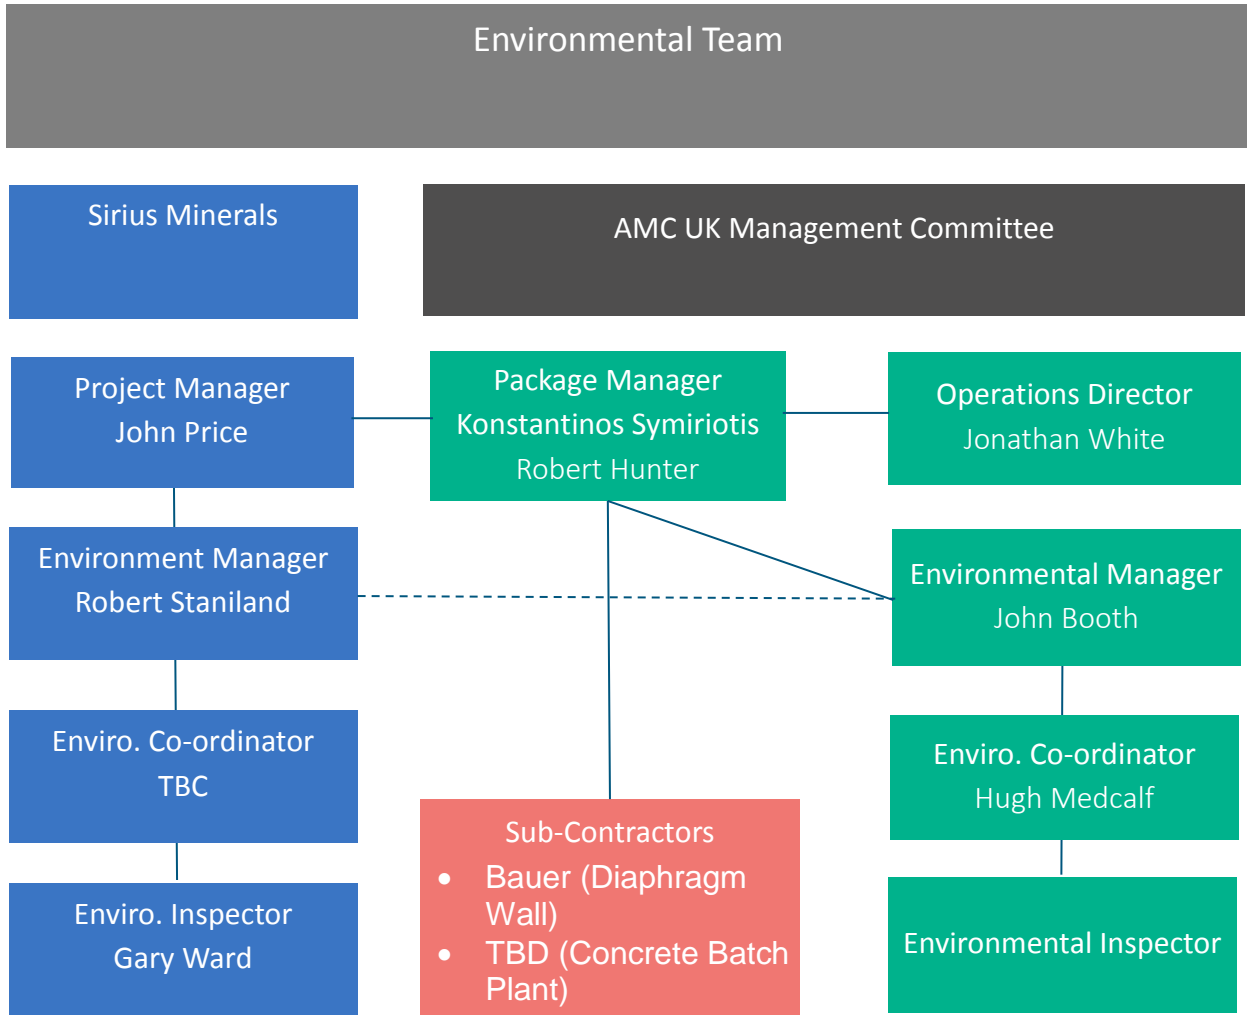 Environmental Team
Sirius Minerals
AMC UK Management Committee
Project Manager
John Price
Package Manager
Konstantinos Symiriotis
Robert Hunter
Operations Director
Jonathan White
Environment Manager
Robert Staniland
Environmental Manager
John Booth
Enviro. Co-ordinator
TBC
Enviro. Co-ordinator
Hugh Medcalf
Sub-Contractors
• Bauer (Diaphragm
Wall)
• TBD (Concrete Batch
Plant)
Enviro. Inspector
Gary Ward
Environmental Inspector